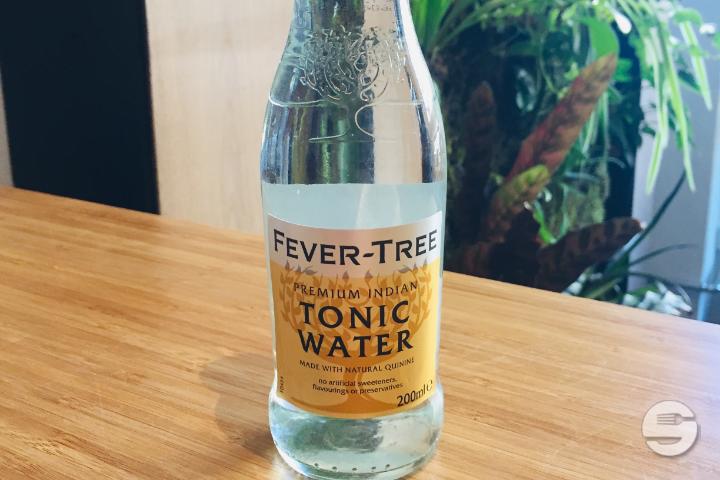 FEVER-TREE
PREMIUM INDIAN
TONIC
WATER
MADE WITH NATURAL QUININE
no artificial sweeteners,
flavourings or preservatives
200ml e